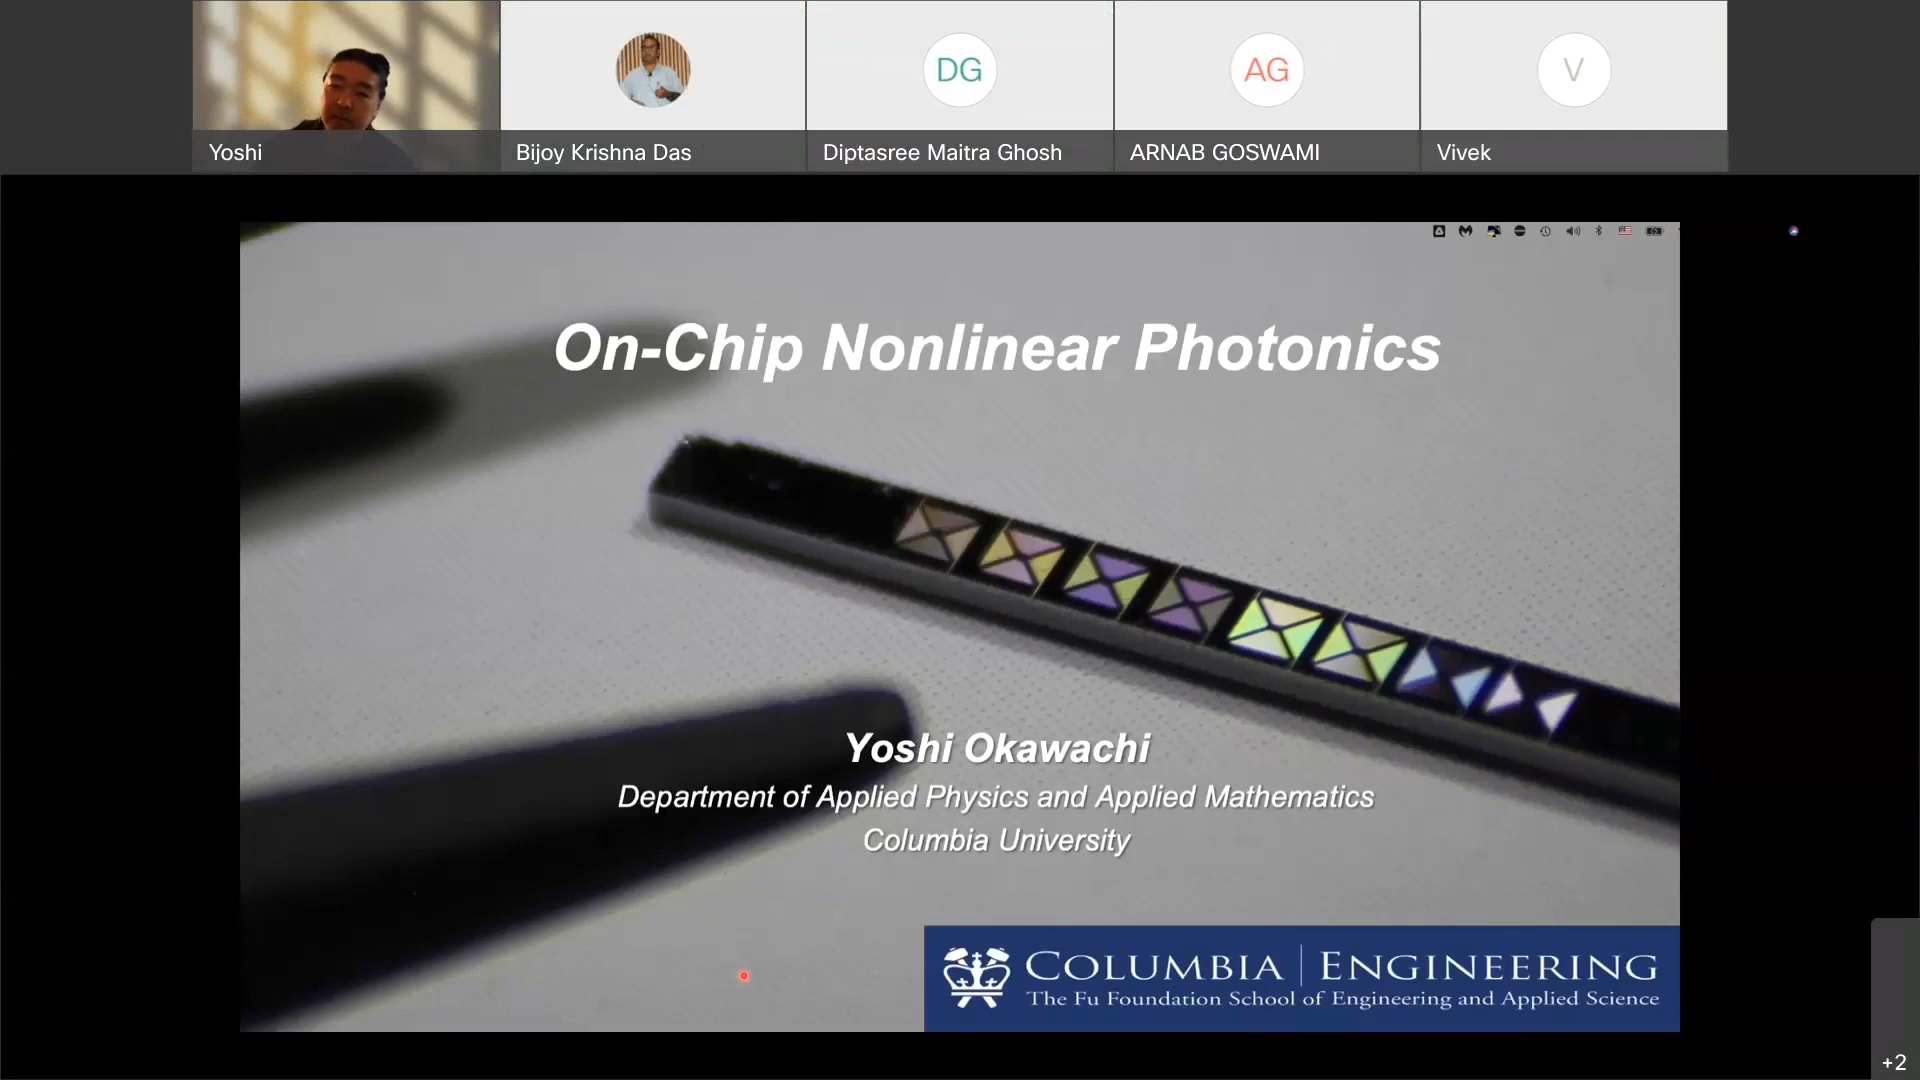 DG
AG
V
Yoshi
Bijoy Krishna Das
Diptasree Maitra Ghosh
ARNAB GOSWAMI
Vivek
On-Chip Nonlinear Photonics
Yoshi Okawachi
Department of Applied Physics and Applied Mathematics
Columbia University
COLUMBIA | ENGINEERING
The Fu Foundation School of Engineering and Applied Science
+2